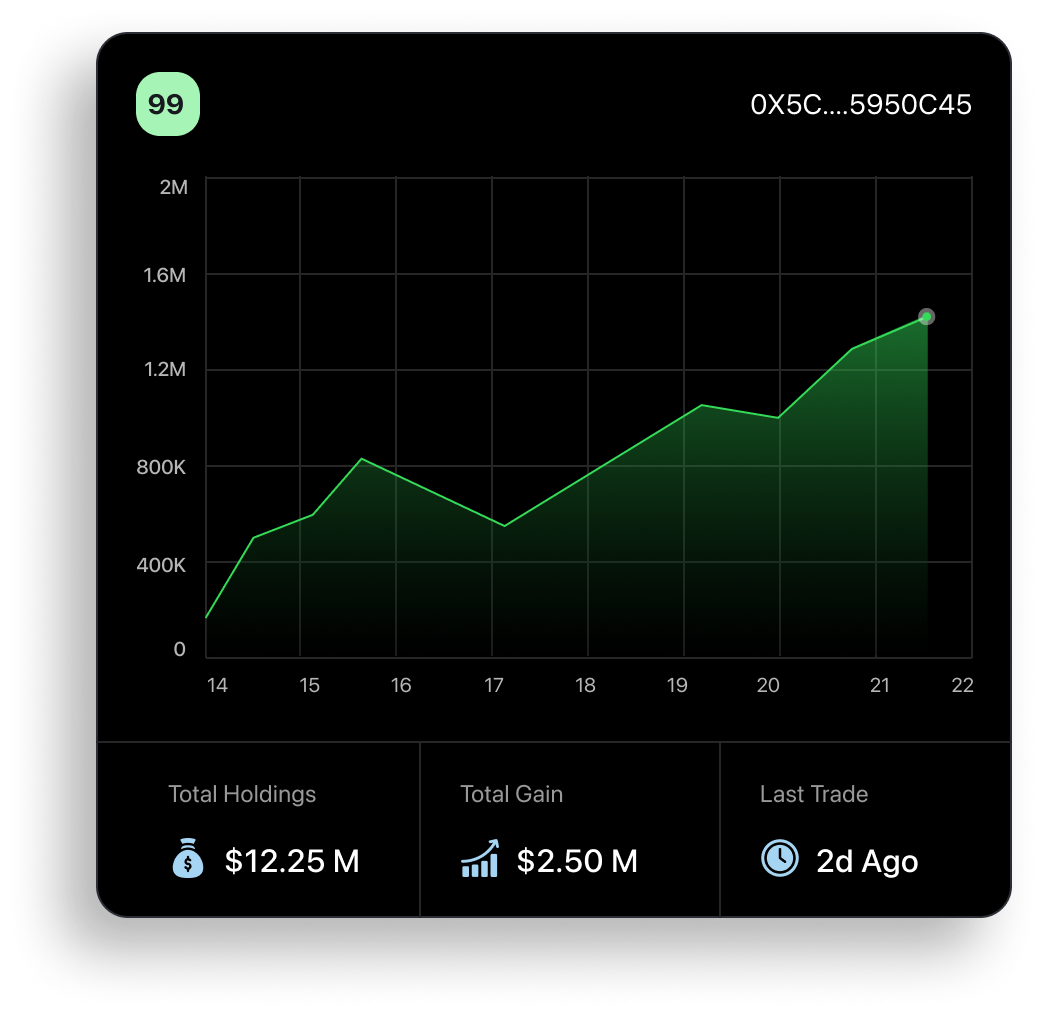 99
0X5C....5950C45
2M
1.6M
1.2M
800K
400K
0
14 15 16 17 18 19 20 21 22
Total Holdings
$12.25 M
Total Gain
$2.50 M
Last Trade
2d Ago